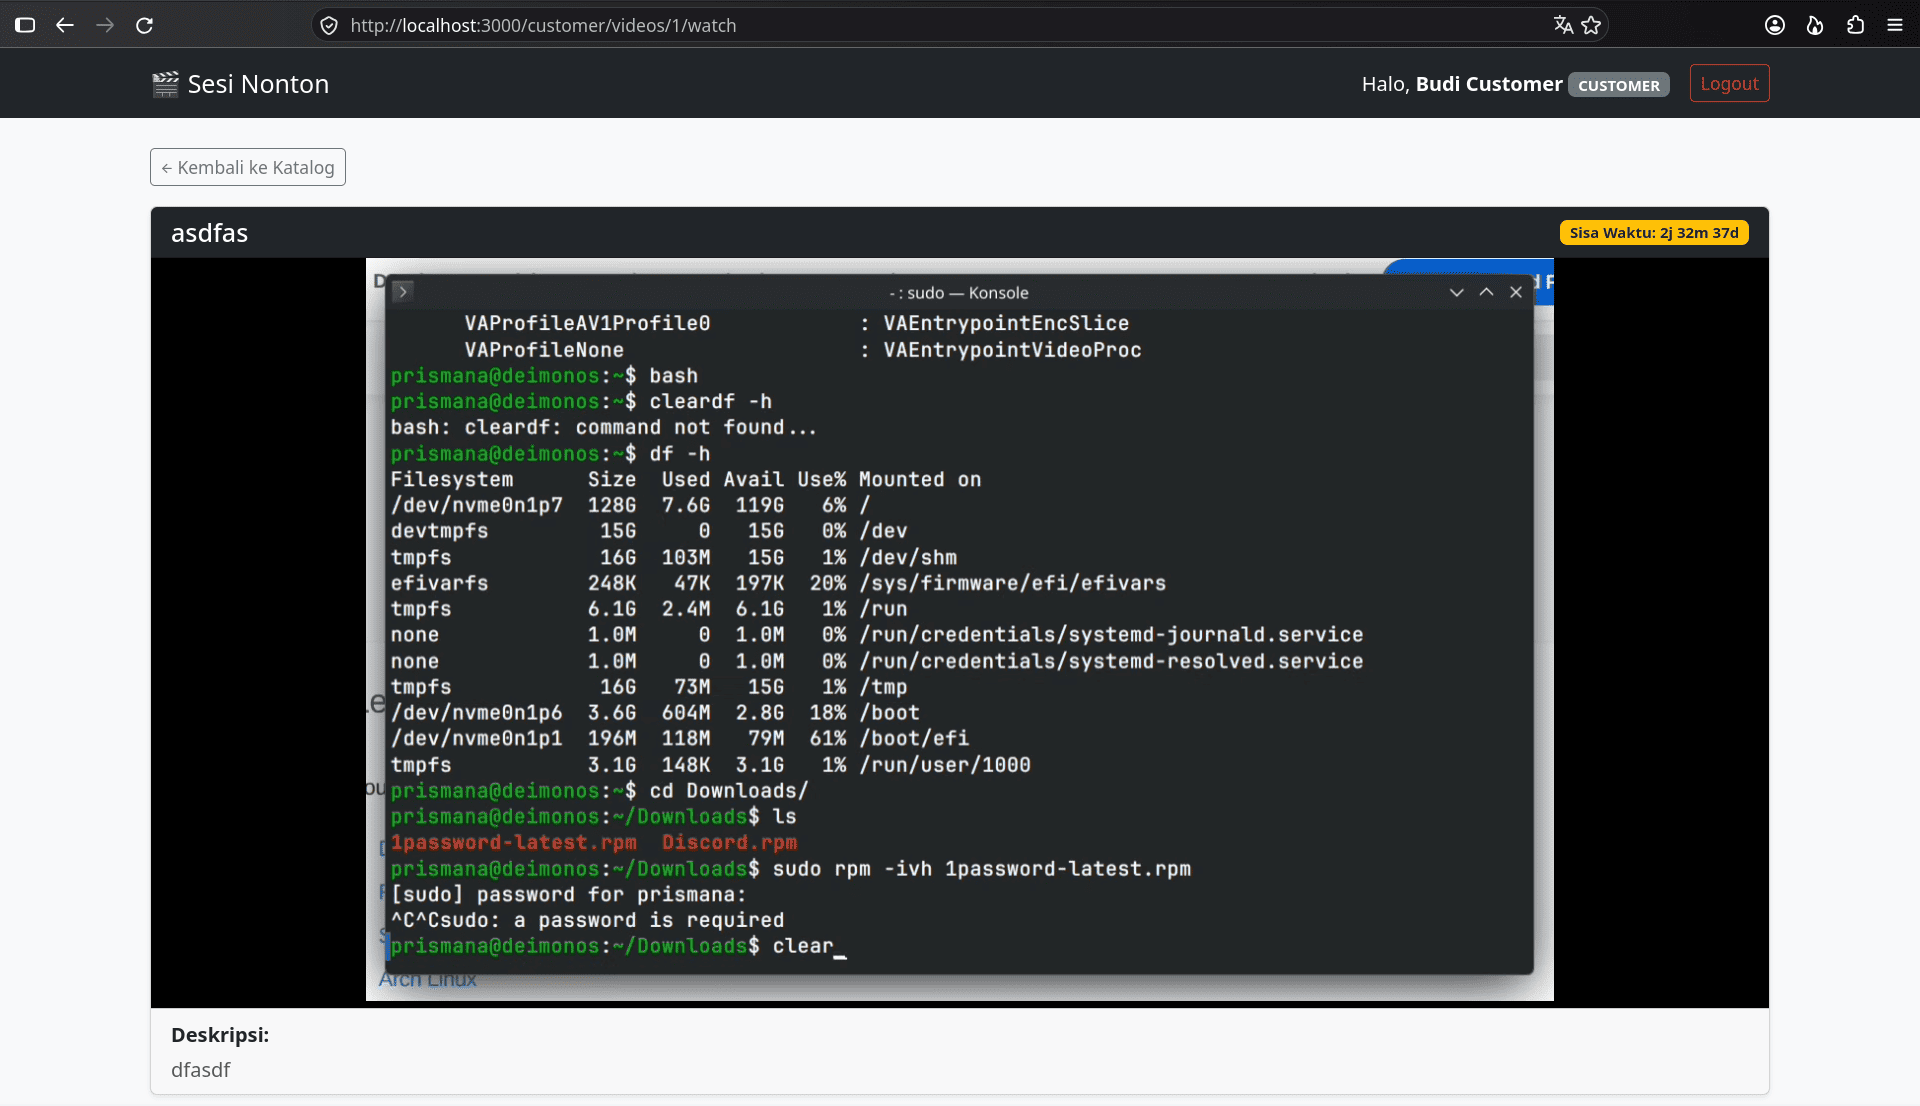 http://localhost:3000/customer/videos/1/watch
🎬 Sesi Nonton
Halo, Budi Customer CUSTOMER Logout
← Kembali ke Katalog
asdfas
Sisa Waktu: 2j 32m 37d
- : sudo — Konsole
VAProfileAV1Profile0 : VAEntrypointEncSlice
VAProfileNone : VAEntrypointVideoProc
prismana@deimonos:~$ bash
prismana@deimonos:~$ cleardf -h
bash: cleardf: command not found...
prismana@deimonos:~$ df -h
Filesystem Size Used Avail Use% Mounted on
/dev/nvme0n1p7 128G 7.6G 119G 6% /
devtmpfs 15G 0 15G 0% /dev
tmpfs 16G 103M 15G 1% /dev/shm
efivarfs 248K 47K 197K 20% /sys/firmware/efi/efivars
tmpfs 6.1G 2.4M 6.1G 1% /run
none 1.0M 0 1.0M 0% /run/credentials/systemd-journald.service
none 1.0M 0 1.0M 0% /run/credentials/systemd-resolved.service
tmpfs 16G 73M 15G 1% /tmp
/dev/nvme0n1p6 3.6G 604M 2.8G 18% /boot
/dev/nvme0n1p1 196M 118M 79M 61% /boot/efi
tmpfs 3.1G 148K 3.1G 1% /run/user/1000
prismana@deimonos:~$ cd Downloads/
prismana@deimonos:~/Downloads$ ls
1password-latest.rpm Discord.rpm
prismana@deimonos:~/Downloads$ sudo rpm -ivh 1password-latest.rpm
[sudo] password for prismana:
^C^Csudo: a password is required
prismana@deimonos:~/Downloads$ clear_
Arch Linux
Deskripsi:
dfasdf